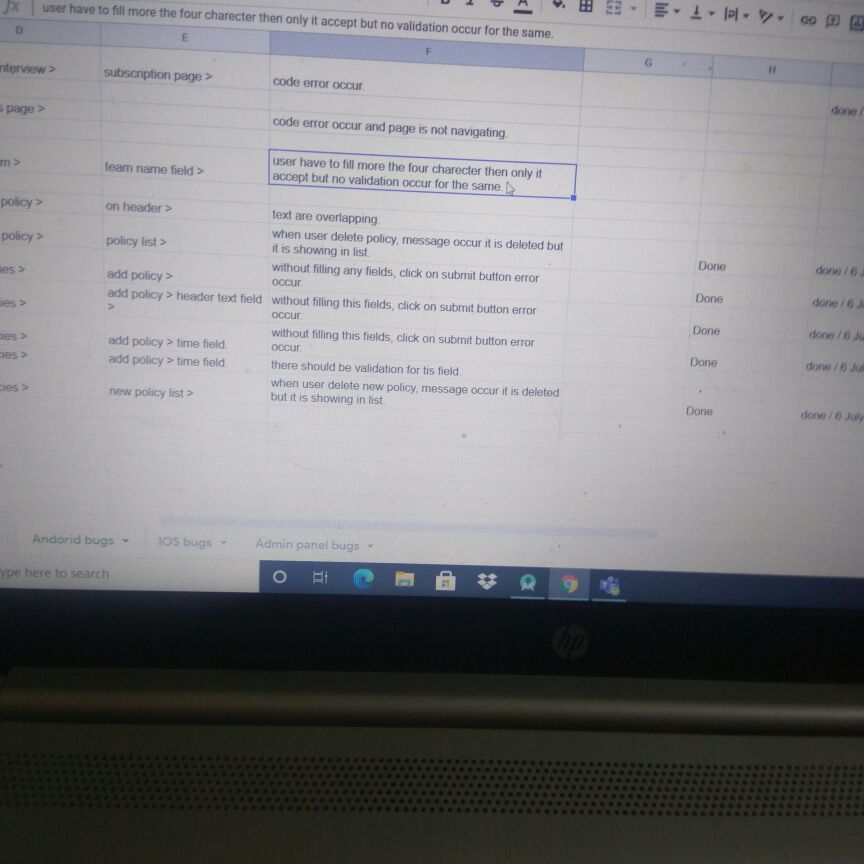 fx user have to fill more the four charecter then only it accept but no validation occur for the same.
D E F G H
nterview > subscription page > code error occur.
s page > code error occur and page is not navigating. done /
m > team name field > user have to fill more the four charecter then only it
accept but no validation occur for the same.
policy > on header > text are overlapping.
policy > policy list > when user delete policy, message occur it is deleted but
it is showing in list. Done done / 6 J
ies > add policy > without filling any fields, click on submit button error
occur. Done done / 6 J
ies > add policy > header text field
> without filling this fields, click on submit button error
occur. Done done / 6 Ju
cies > add policy > time field. without filling this fields, click on submit button error
occur. Done done / 6 Jul
cies > add policy > time field. there should be validation for tis field.
cies > new policy list > when user delete new policy, message occur it is deleted
but it is showing in list. Done done / 6 July
Andorid bugs IOS bugs Admin panel bugs
ype here to search
hp